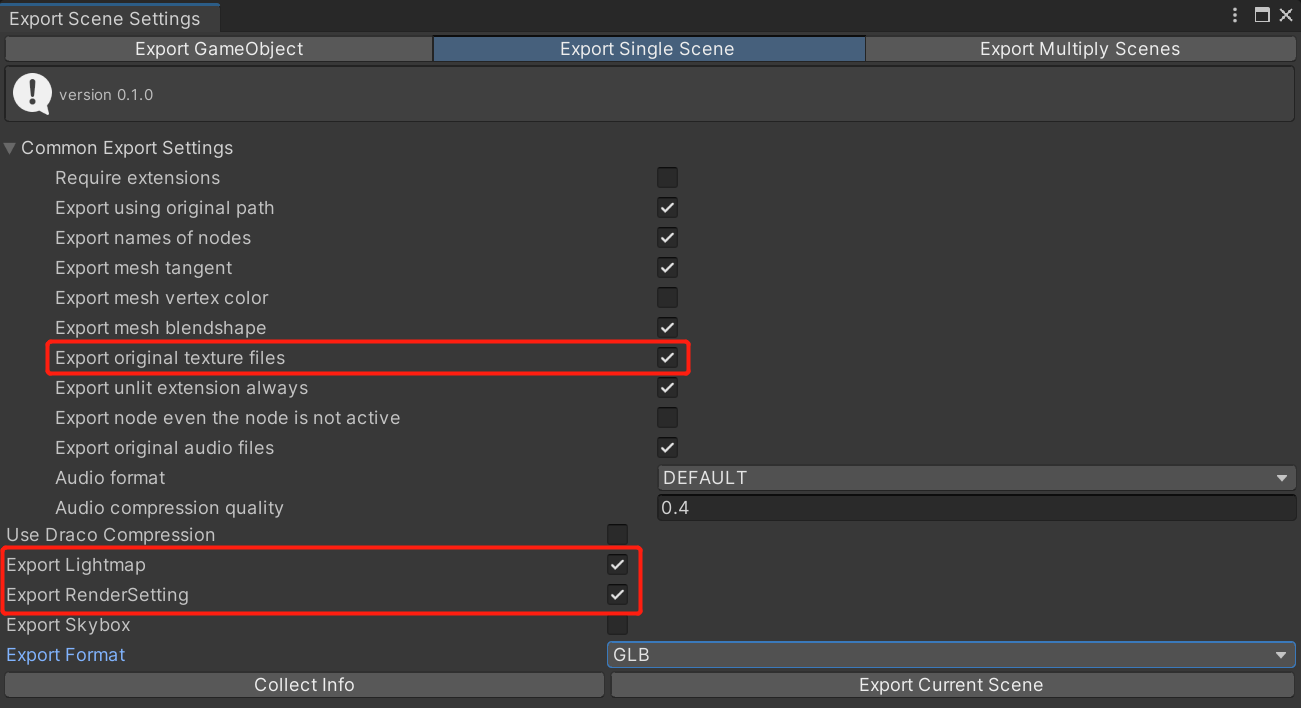 Export Scene Settings
Export GameObject
Export Single Scene
Export Multiply Scenes
version 0.1.0
Common Export Settings
Require extensions
Export using original path
Export names of nodes
Export mesh tangent
Export mesh vertex color
Export mesh blendshape
Export original texture files
Export unlit extension always
Export node even the node is not active
Export original audio files
Audio format DEFAULT
Audio compression quality 0.4
Use Draco Compression
Export Lightmap
Export RenderSetting
Export Skybox
Export Format GLB
Collect Info
Export Current Scene